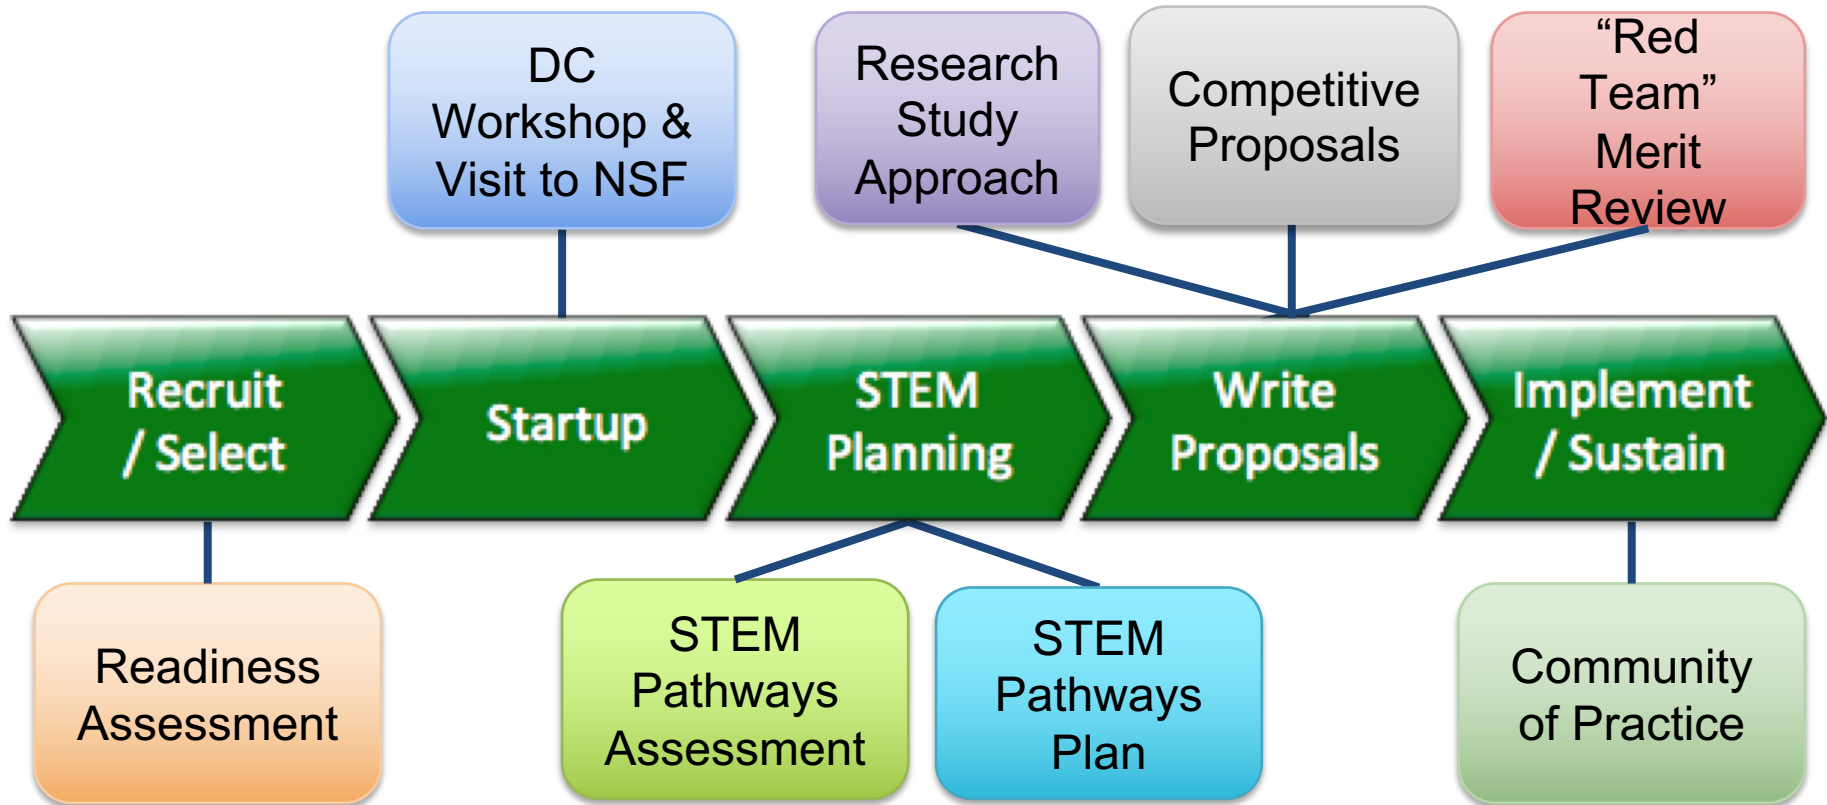 DC
Workshop &
Visit to NSF
Research
Study
Approach
Competitive
Proposals
“Red
Team”
Merit
Review
Recruit
/ Select
Startup
STEM
Planning
Write
Proposals
Implement
/ Sustain
Readiness
Assessment
STEM
Pathways
Assessment
STEM
Pathways
Plan
Community
of Practice